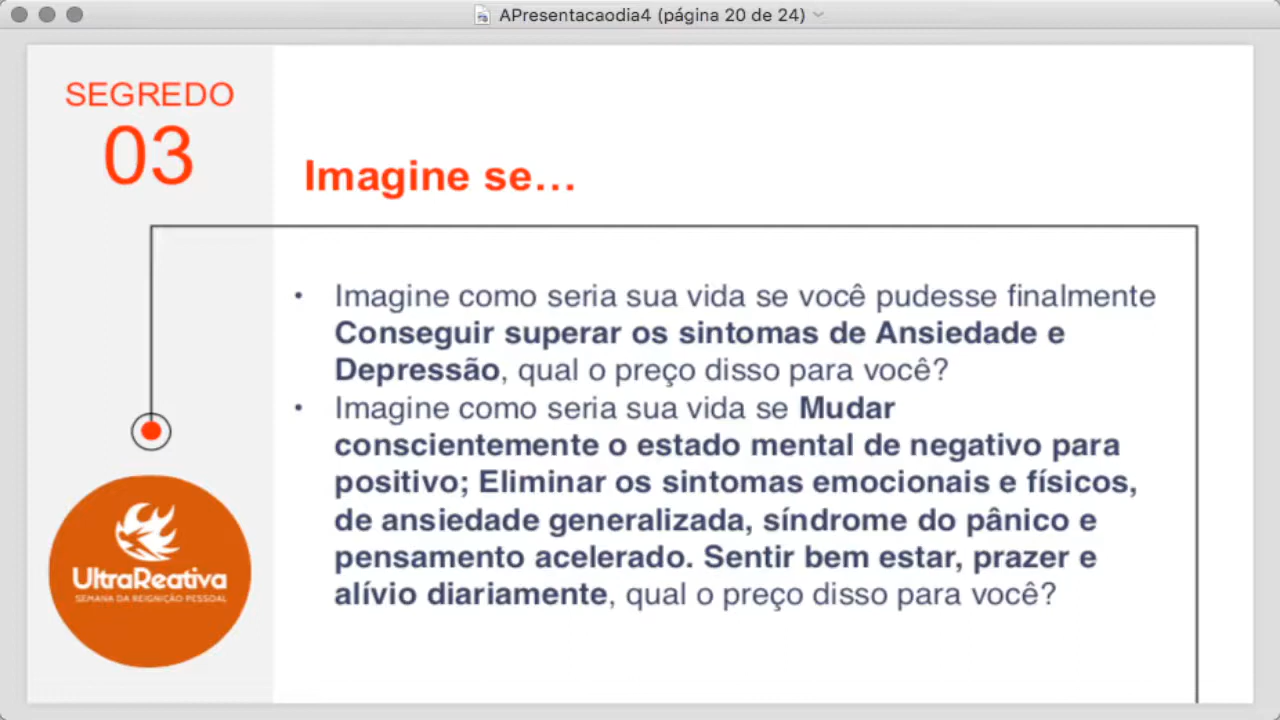 APresentacaodia4 (página 20 de 24)
SEGREDO
03
Imagine se...
• Imagine como seria sua vida se você pudesse finalmente
Conseguir superar os sintomas de Ansiedade e
Depressão, qual o preço disso para você?
• Imagine como seria sua vida se Mudar
conscientemente o estado mental de negativo para
positivo; Eliminar os sintomas emocionais e físicos,
de ansiedade generalizada, síndrome do pânico e
pensamento acelerado. Sentir bem estar, prazer e
alívio diariamente, qual o preço disso para você?
UltraReativa
SEMANA DA REIGNIÇÃO PESSOAL